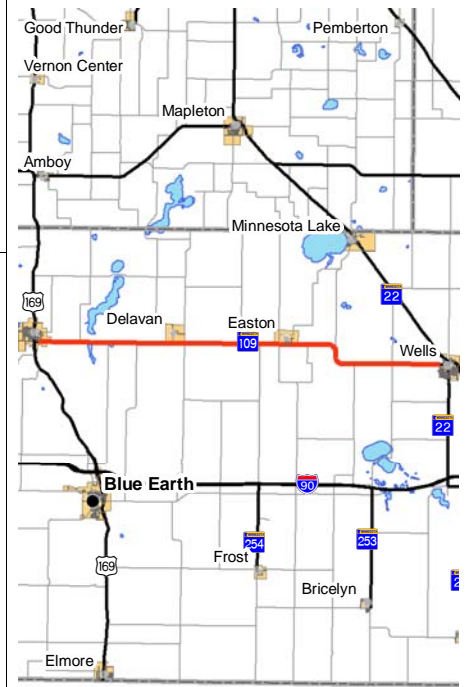 Good Thunder
Pemberton
Vernon Center
Mapleton
Amboy
Minnesota Lake
169
22
Delavan
Easton
109
Wells
22
Blue Earth
90
254
253
Frost
169
Bricelyn
Elmore